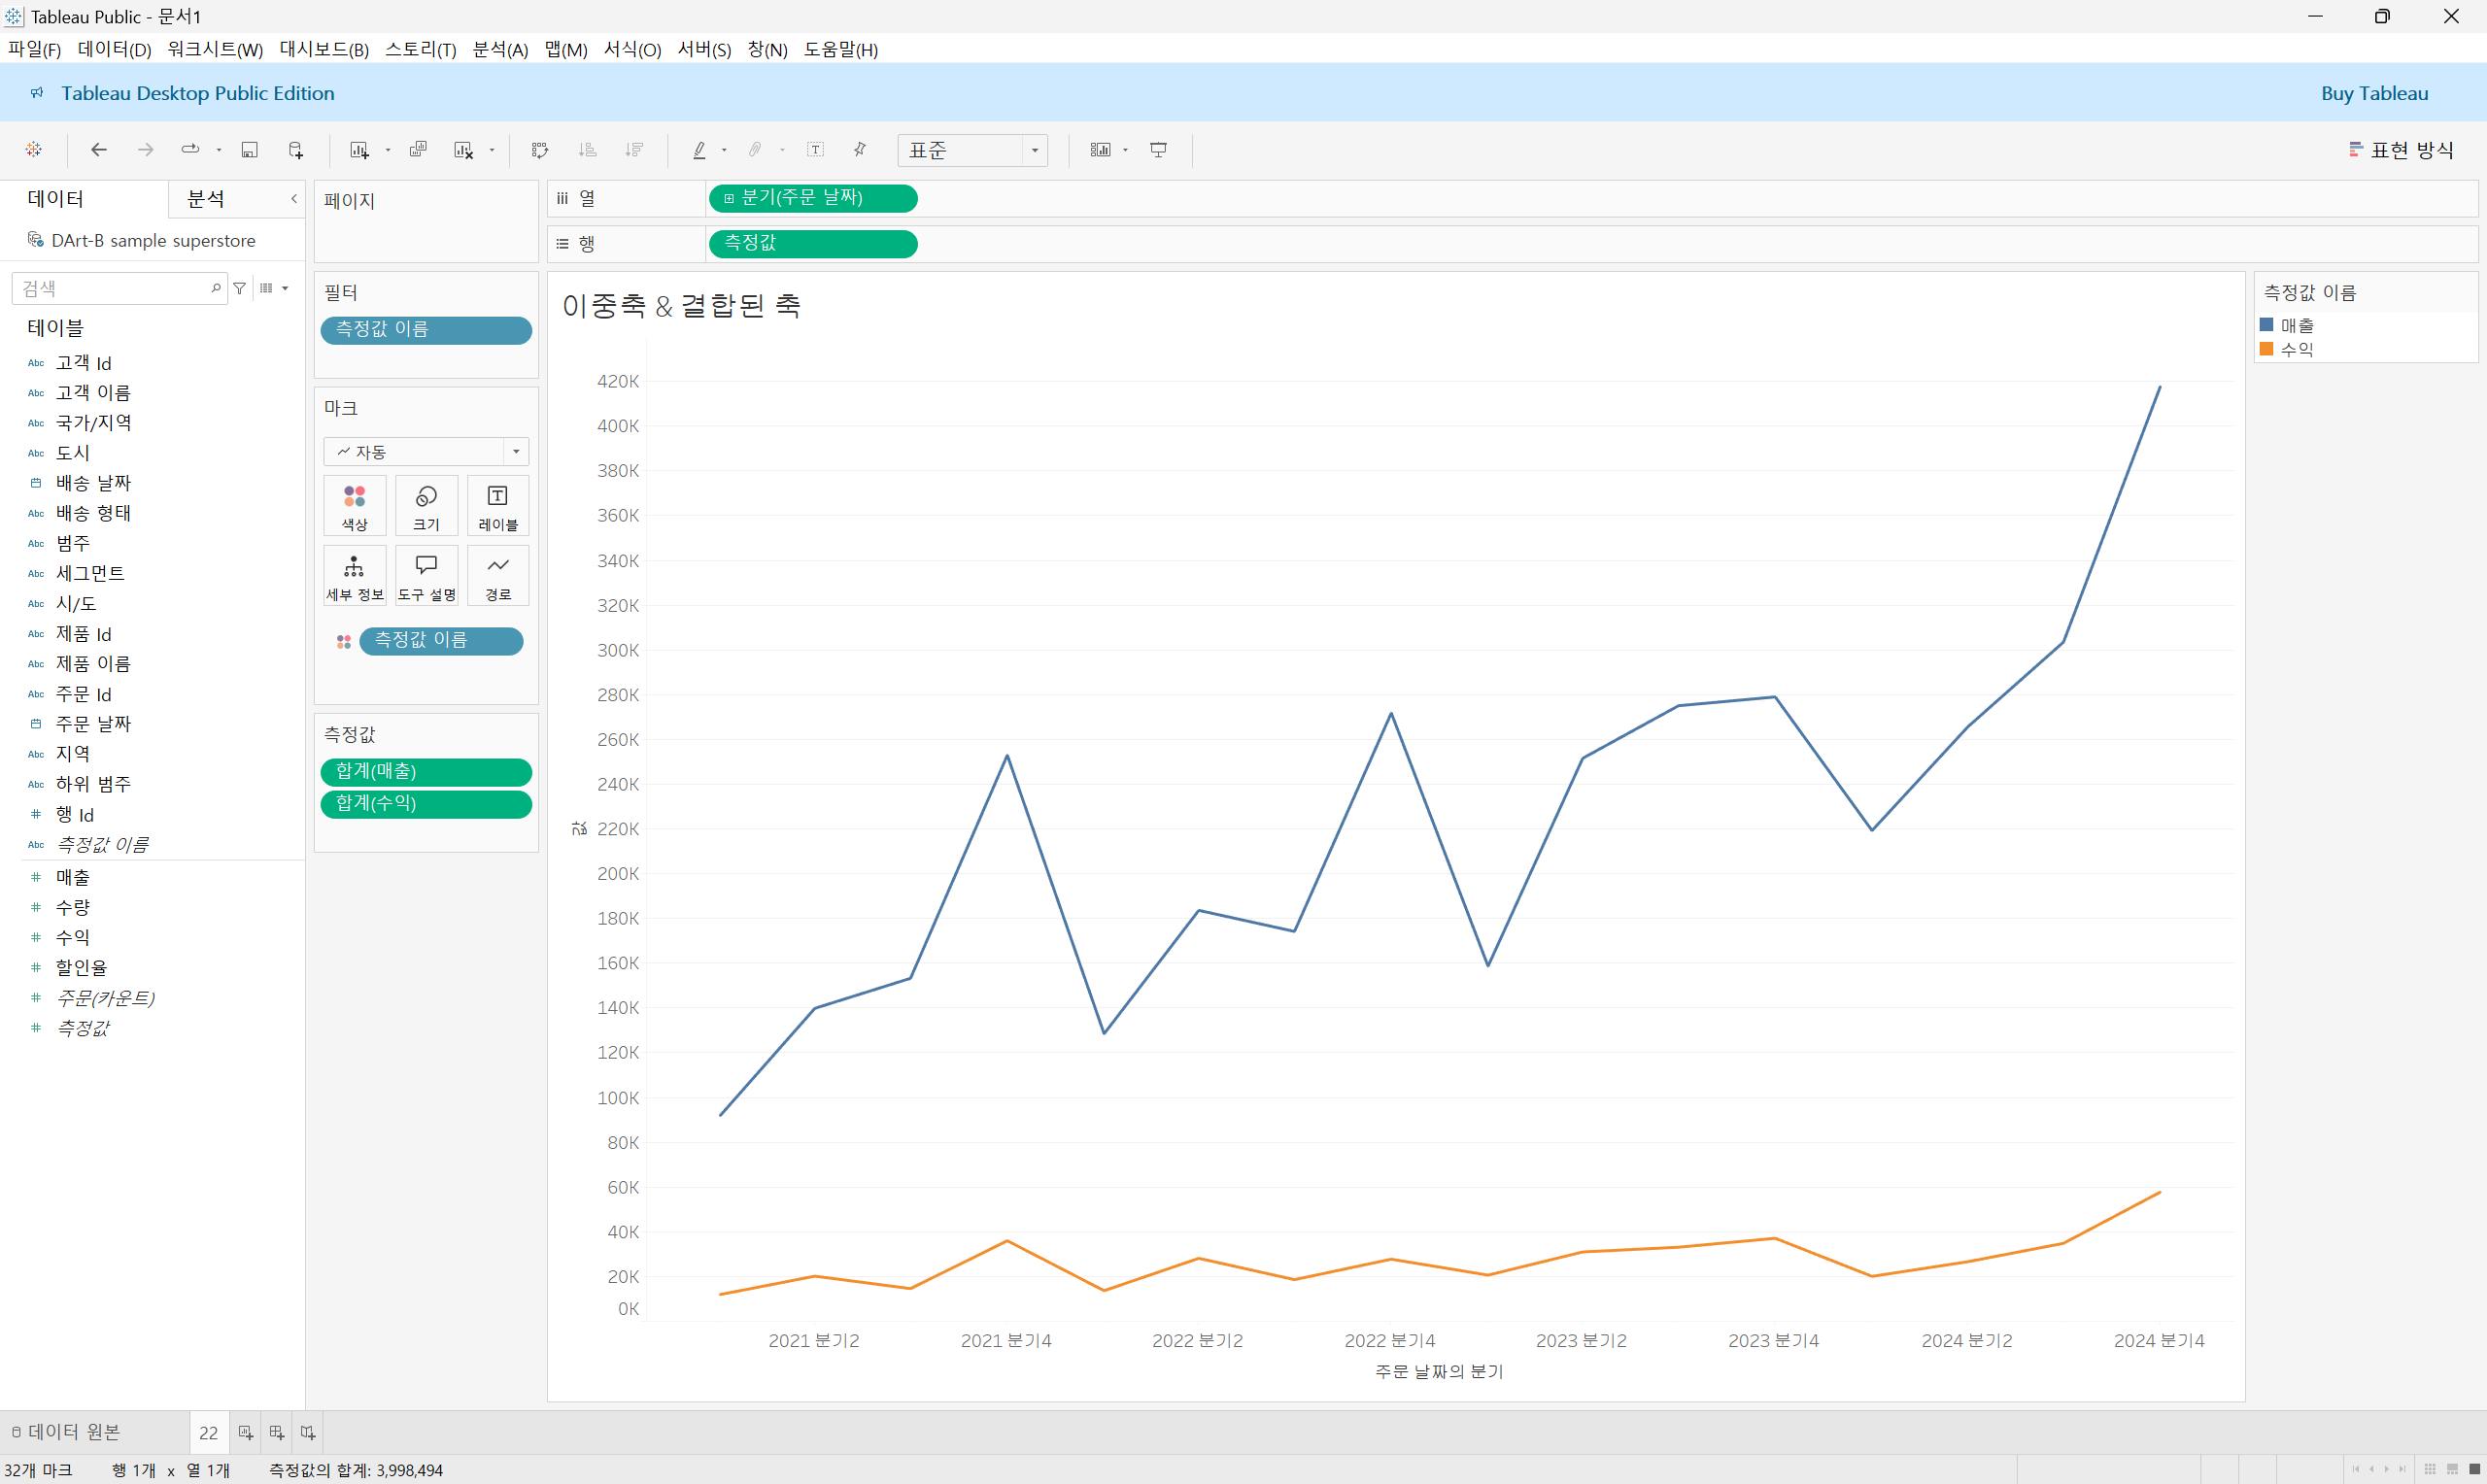 Tableau Public - 문서1
파일(F) 데이터(D) 워크시트(W) 대시보드(B) 스토리(T) 분석(A) 맵(M) 서식(O) 서버(S) 창(N) 도움말(H)
Tableau Desktop Public Edition
Buy Tableau
표준
표현 방식
데이터
분석
DArt-B sample superstore
검색
테이블
Abc 고객 Id
Abc 고객 이름
Abc 국가/지역
Abc 도시
배송 날짜
Abc 배송 형태
Abc 범주
Abc 세그먼트
Abc 시/도
Abc 제품 Id
Abc 제품 이름
Abc 주문 Id
주문 날짜
Abc 지역
Abc 하위 범주
# 행 Id
Abc 측정값 이름
# 매출
# 수량
# 수익
# 할인율
# 주문(카운트)
# 측정값
페이지
필터
측정값 이름
마크
자동
색상
크기
레이블
세부 정보
도구 설명
경로
측정값 이름
측정값
합계(매출)
합계(수익)
열
분기(주문 날짜)
행
측정값
이중축 & 결합된 축
420K
400K
380K
360K
340K
320K
300K
280K
260K
240K
220K
200K
180K
160K
140K
120K
100K
80K
60K
40K
20K
0K
값
2021 분기2
2021 분기4
2022 분기2
2022 분기4
2023 분기2
2023 분기4
2024 분기2
2024 분기4
주문 날짜의 분기
측정값 이름
매출
수익
데이터 원본
22
32개 마크
행 1개 x 열 1개
측정값의 합계: 3,998,494